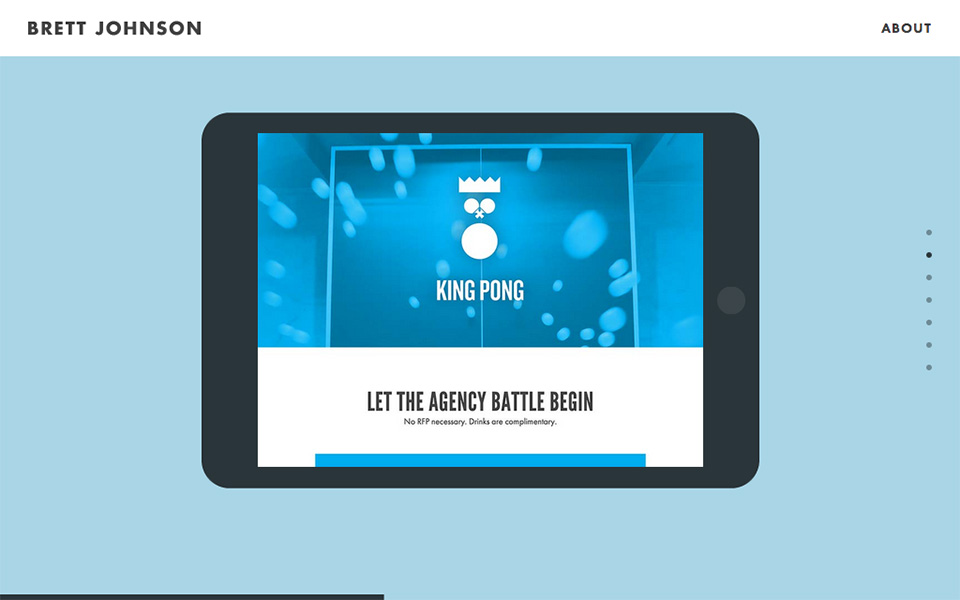 BRETT JOHNSON
ABOUT
KING PONG
LET THE AGENCY BATTLE BEGIN
No RFP necessary. Drinks are complimentary.